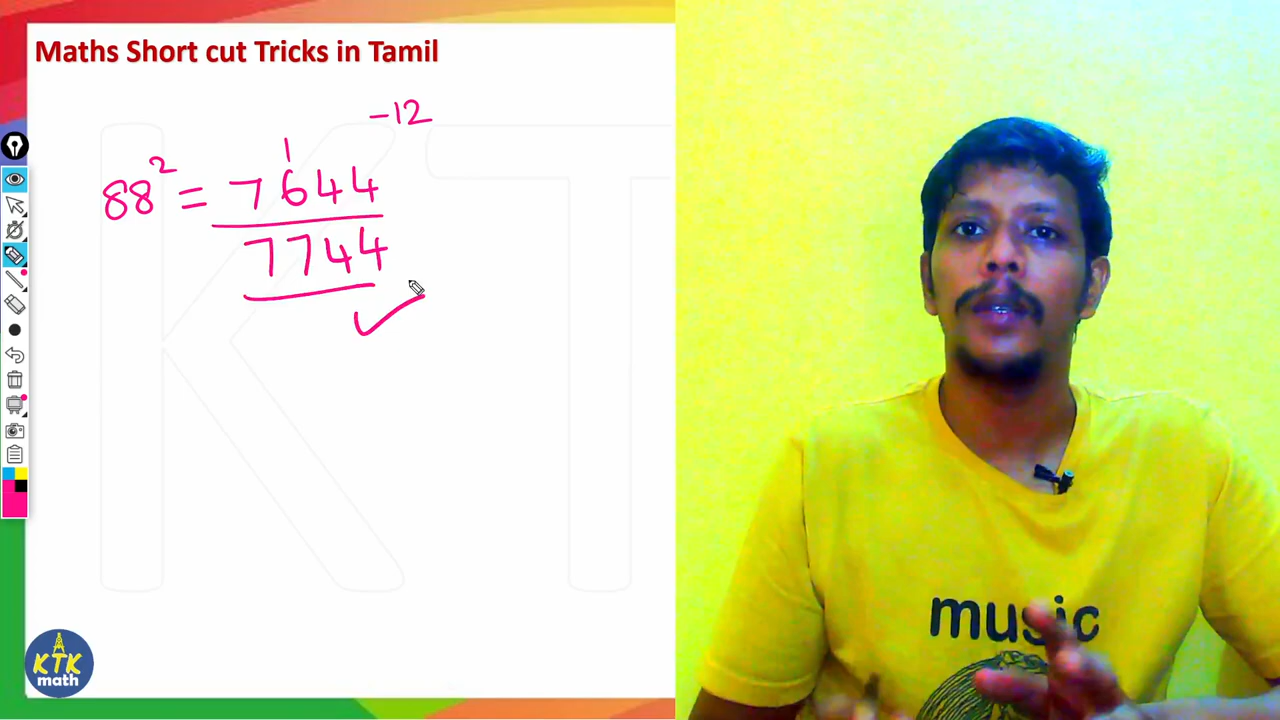 Maths Short cut Tricks in Tamil
-12
1
88² = 7644
7744
music
KTK
math